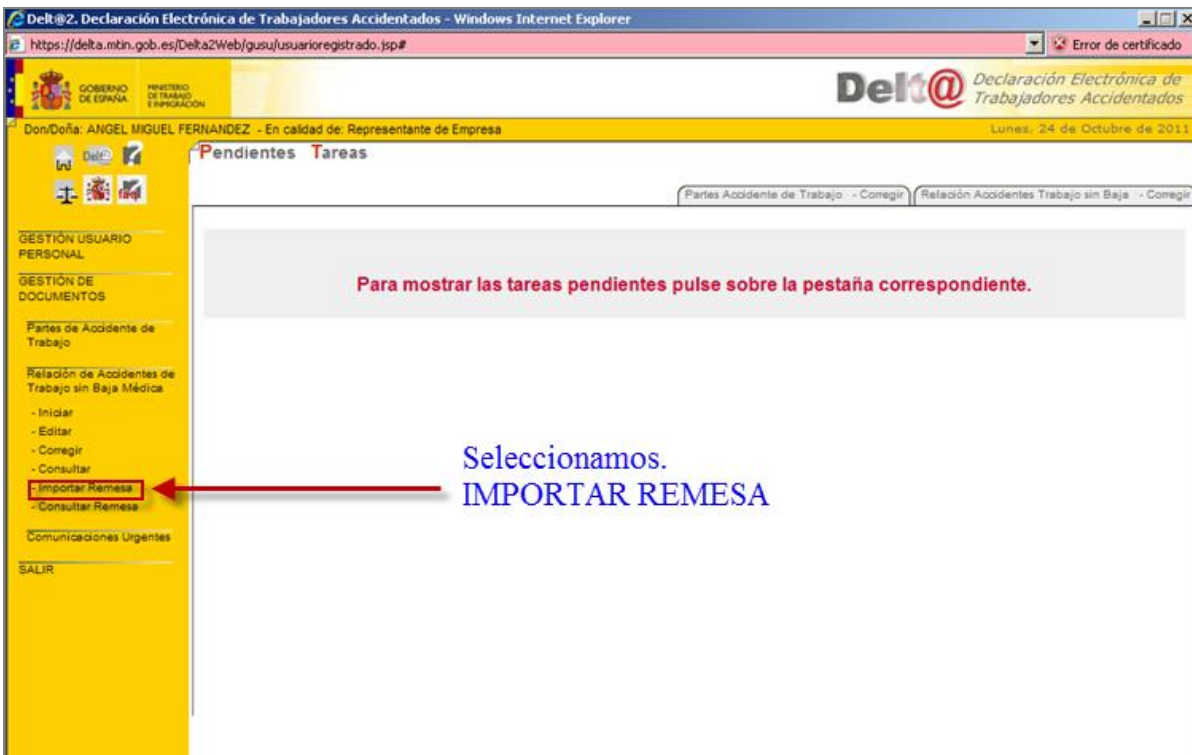 Delt@2. Declaración Electrónica de Trabajadores Accidentados - Windows Internet Explorer
https://delta.mtin.gob.es/Delta2Web/gusu/usuarioregistrado.jsp#
Error de certificado
GOBIERNO
DE ESPAÑA
MINISTERIO
DE TRABAJO
E INMIGRACIÓN
Delt@
Declaración Electrónica de
Trabajadores Accidentados
Don/Doña: ANGEL MIGUEL FERNANDEZ - En calidad de: Representante de Empresa
Lunes, 24 de Octubre de 2011
Delt@
faq!
Pendientes Tareas
Partes Accidente de Trabajo - Corregir
Relación Accidentes Trabajo sin Baja - Corregir
GESTIÓN USUARIO
PERSONAL
GESTIÓN DE
DOCUMENTOS
Para mostrar las tareas pendientes pulse sobre la pestaña correspondiente.
Partes de Accidente de
Trabajo
Relación de Accidentes de
Trabajo sin Baja Médica
- Iniciar
- Editar
- Corregir
- Consultar
- Importar Remesa
- Consultar Remesa
Seleccionamos.
IMPORTAR REMESA
Comunicaciones Urgentes
SALIR